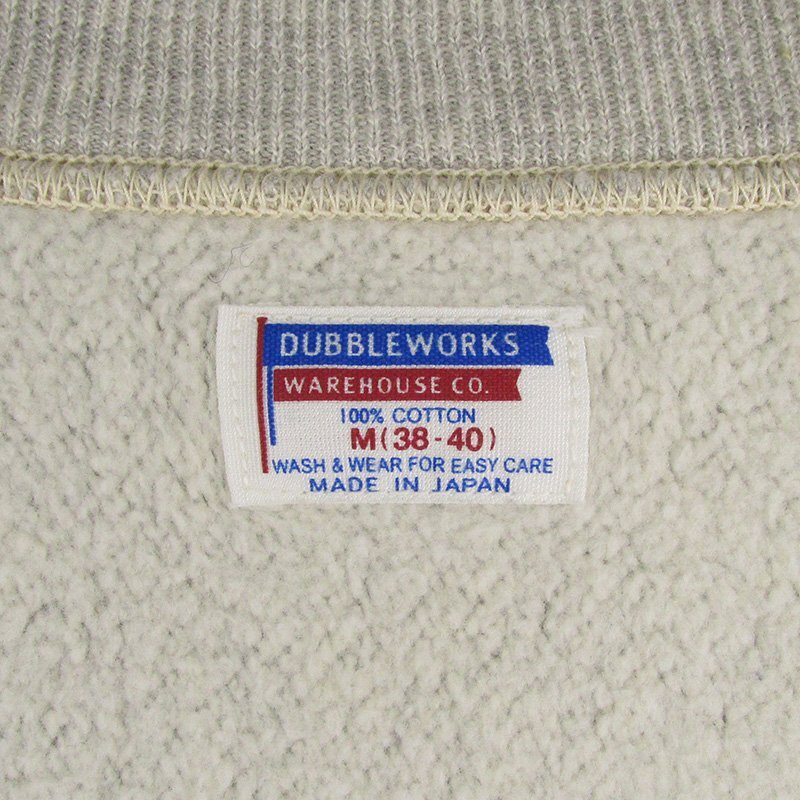 DUBBLEWORKS
WAREHOUSE CO.
100% COTTON
M(38-40)
WASH & WEAR FOR EASY CARE
MADE IN JAPAN